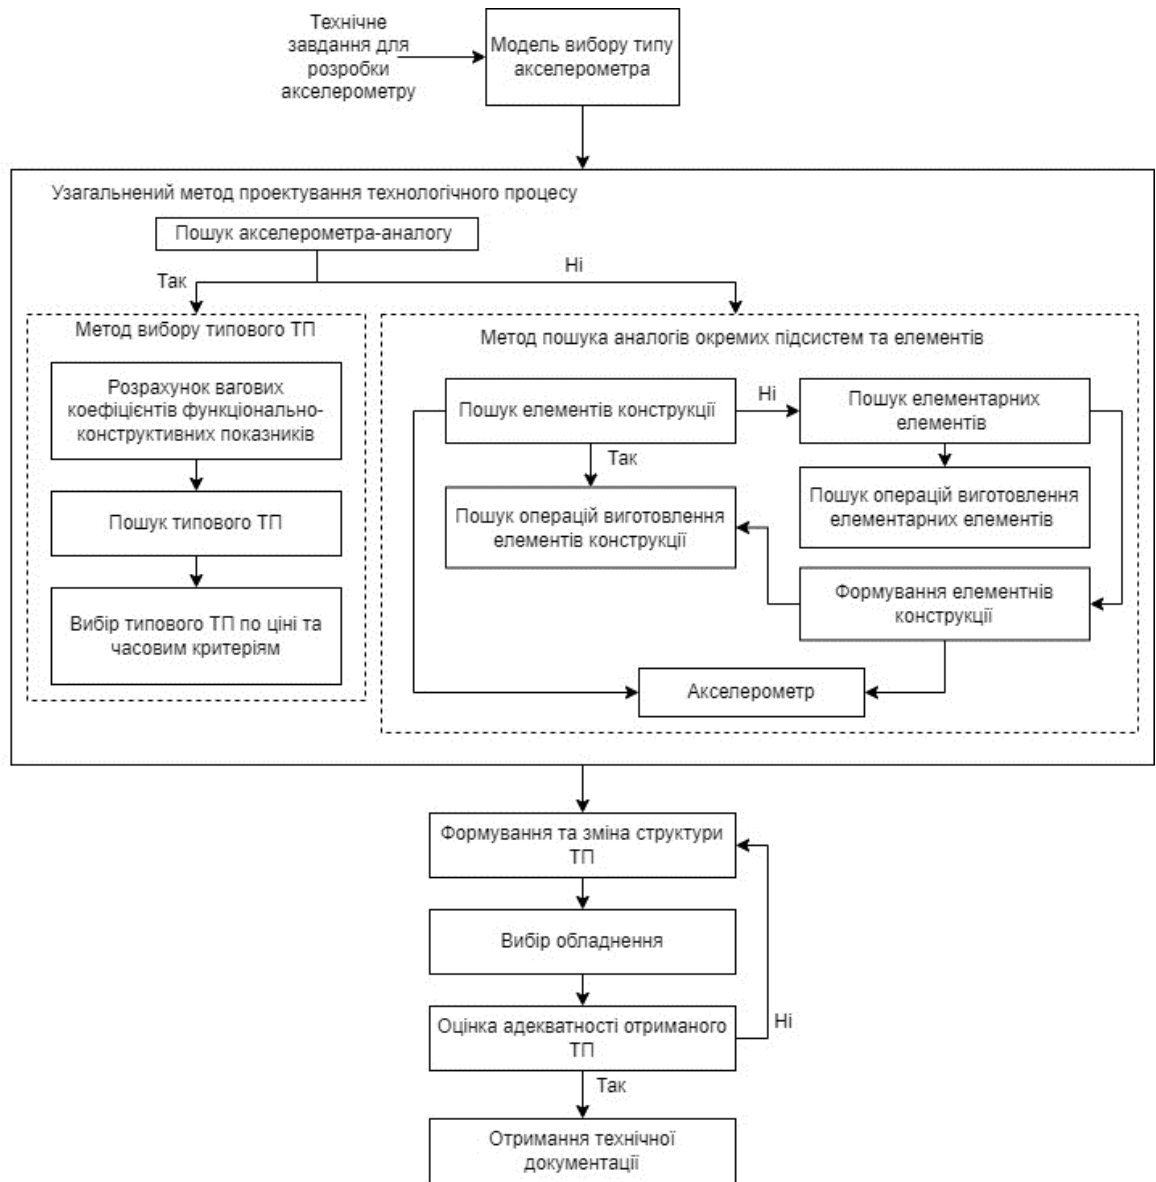 Технічне
завдання для
розробки
акселерометру
Модель вибору типу
акселерометра
Узагальнений метод проектування технологічного процесу
Пошук акселерометра-аналогу
Так
Ні
Метод вибору типового ТП
Розрахунок вагових
коефіцієнтів функціонально-
конструктивних показників
Пошук типового ТП
Вибір типового ТП по ціні та
часовим критеріям
Метод пошука аналогів окремих підсистем та елементів
Пошук елементів конструкції
Ні
Пошук елементарних
елементів
Так
Пошук операцій виготовлення
елементів конструкції
Пошук операцій виготовлення
елементарних елементів
Формування елементнів
конструкції
Акселерометр
Формування та зміна структури
ТП
Вибір обладнення
Оцінка адекватності отриманого
ТП
Ні
Так
Отримання технічної
документації